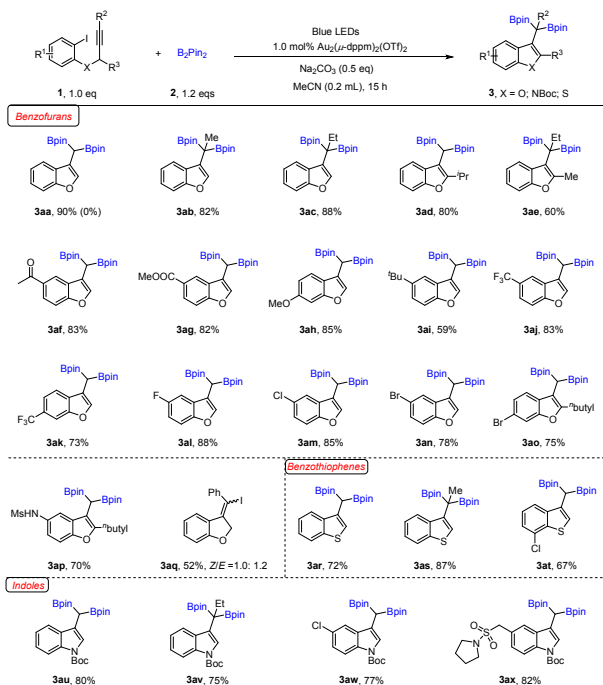 R¹ I R² X R³ + B₂Pin₂ Blue LEDs Bpin R² Bpin R¹ R³ X
1.0 mol% Au₂(μ-dppm)₂(OTf)₂
Na₂CO₃ (0.5 eq)
MeCN (0.2 mL), 15 h
1, 1.0 eq 2, 1.2 eqs 3, X = O; NBoc; S
Benzofurans
Bpin Bpin O Bpin Me Bpin O Bpin Et Bpin O Bpin Bpin O ⁱPr Bpin Et Bpin O Me
3aa, 90% (0%) 3ab, 82% 3ac, 88% 3ad, 80% 3ae, 60%
O Bpin Bpin O MeOOC Bpin Bpin O MeO Bpin Bpin O ᵗBu Bpin Bpin O F₃C Bpin Bpin O
3af, 83% 3ag, 82% 3ah, 85% 3ai, 59% 3aj, 83%
F₃C Bpin Bpin O F Bpin Bpin O Cl Bpin Bpin O Br Bpin Bpin O Br Bpin Bpin O ⁿbutyl
3ak, 73% 3al, 88% 3am, 85% 3an, 78% 3ao, 75%
Benzothiophenes
MsHN Bpin Bpin O ⁿbutyl Ph I O Bpin Bpin S Bpin Me Bpin S Bpin Bpin S Cl
3ap, 70% 3aq, 52%, Z/E =1.0: 1.2 3ar, 72% 3as, 87% 3at, 67%
Indoles
Bpin Bpin N Boc Bpin Et Bpin N Boc Cl Bpin Bpin N Boc N S O O Bpin Bpin N Boc
3au, 80% 3av, 75% 3aw, 77% 3ax, 82%